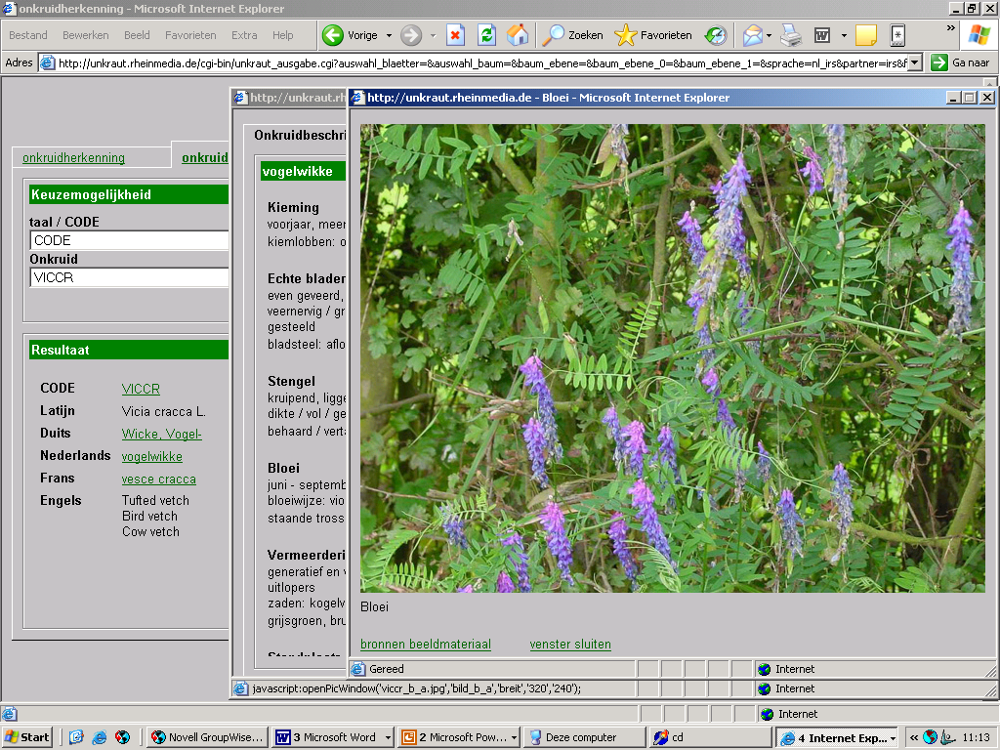 onkruidherkenning - Microsoft Internet Explorer
Bestand Bewerken Beeld Favorieten Extra Help Vorige Zoeken Favorieten
Adres http://unkraut.rheinmedia.de/cgi-bin/unkraut_ausgabe.cgi?auswahl_blaetter=&auswahl_baum=&baum_ebene=&baum_ebene_0=&baum_ebene_1=&sprache=nl_irs&partner=irs&f Ga naar
onkruidherkenning
onkruid
Keuzemogelijkheid
taal / CODE
CODE
Onkruid
VICCR
Resultaat
CODE VICCR
Latijn Vicia cracca L.
Duits Wicke, Vogel-
Nederlands vogelwikke
Frans vesce cracca
Engels Tufted vetch
Bird vetch
Cow vetch
http://unkraut.rh
Onkruidbeschri
vogelwikke
Kieming
voorjaar, meer
kiemlobben: o
Echte blader
even geveerd,
veernervig / gr
gesteeld
bladsteel: aflo
Stengel
kruipend, ligge
dikte / vol / ge
behaard / verta
Bloei
juni - septemb
bloeiwijze: vio
staande tross
Vermeerderi
generatief en v
uitlopers
zaden: kogelv
grijsgroen, bru
http://unkraut.rheinmedia.de - Bloei - Microsoft Internet Explorer
Bloei
bronnen beeldmateriaal venster sluiten
Gereed Internet
javascript:openPicWindow('viccr_b_a.jpg','bild_b_a','breit','320','240'); Internet
Internet
Start Novell GroupWise... 3 Microsoft Word 2 Microsoft Pow... Deze computer cd 4 Internet Exp... « 11:13